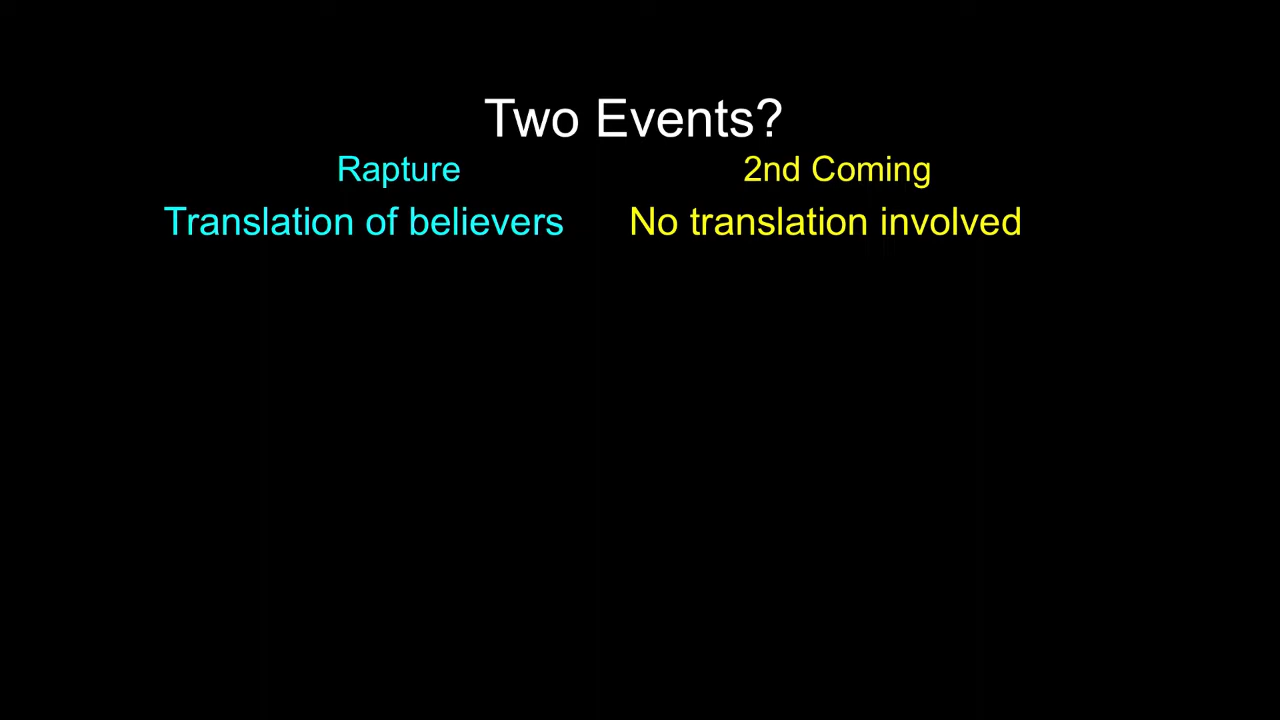 Two Events?
Rapture 2nd Coming
Translation of believers No translation involved